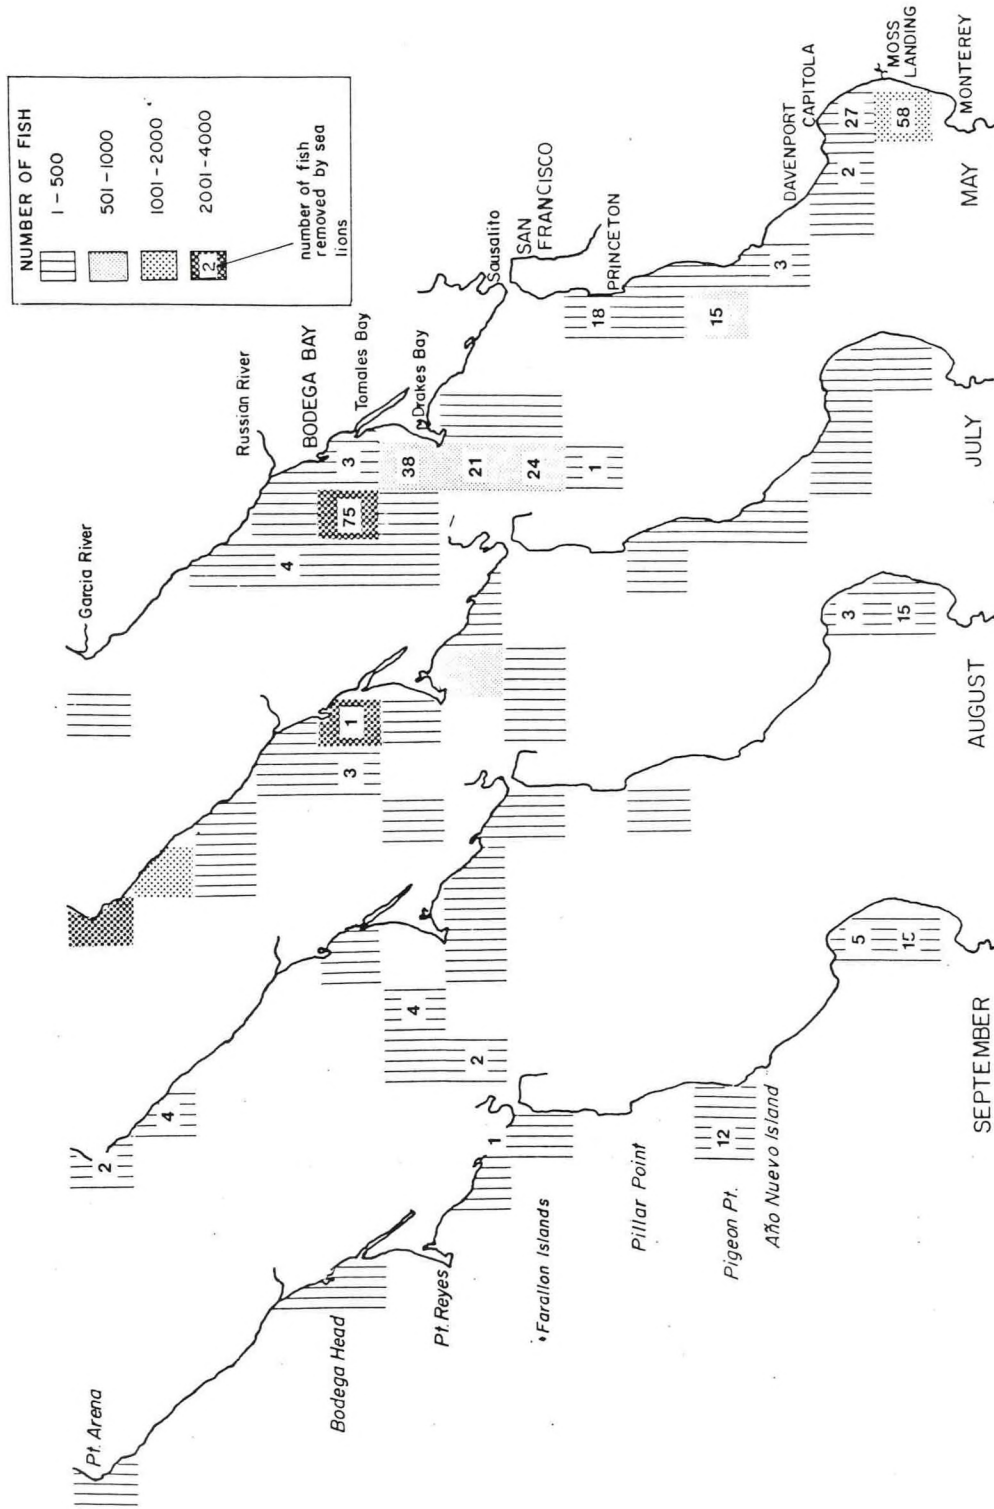 NUMBER OF FISH
1 - 500
501 - 1000
1001 - 2000
2001 - 4000
2
number of fish
removed by sea
lions
Garcia River
Russian River
BODEGA BAY
Tomales Bay
Drakes Bay
Sausalito
SAN
FRANCISCO
PRINCETON
DAVENPORT
CAPITOLA
MOSS
LANDING
MONTEREY
4
75
3
38
21
24
1
18
15
3
2
27
58
MAY
3
1
JULY
2
4
4
2
3
15
AUGUST
Pt. Arena
Bodega Head
Pt. Reyes
Farallon Islands
Pillar Point
Pigeon Pt.
Año Nuevo Island
1
12
5
SEPTEMBER